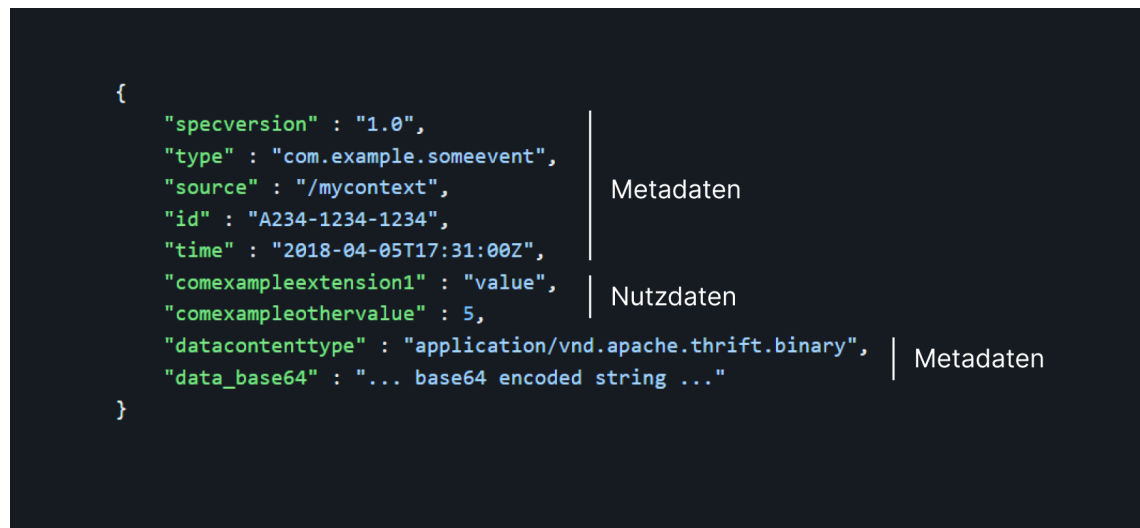 {
"specversion" : "1.0",
"type" : "com.example.someevent",
"source" : "/mycontext",
"id" : "A234-1234-1234",
"time" : "2018-04-05T17:31:00Z",
Metadaten
"comexampleextension1" : "value",
"comexampleothervalue" : 5,
Nutzdaten
"datacontenttype" : "application/vnd.apache.thrift.binary",
"data_base64" : "... base64 encoded string ..."
Metadaten
}